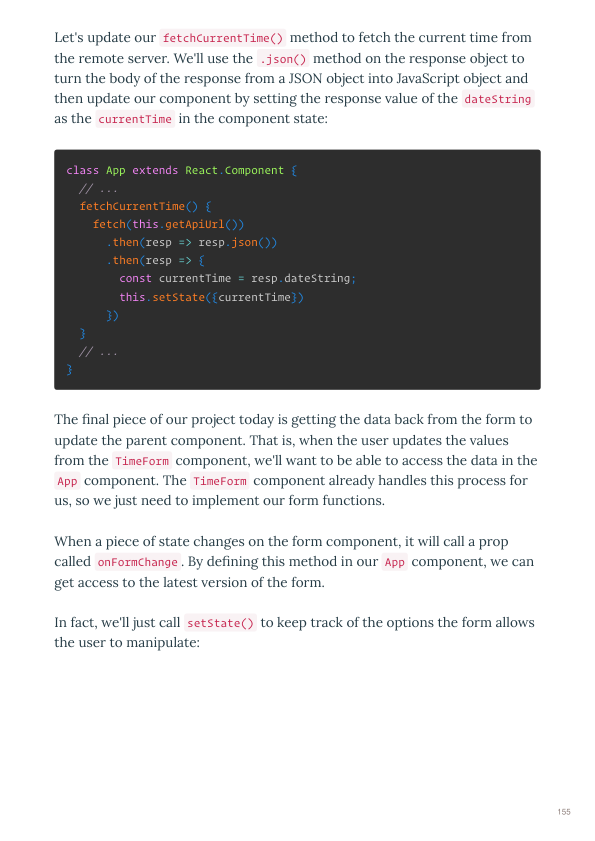 Let's update our fetchCurrentTime() method to fetch the current time from
the remote server. We'll use the .json() method on the response object to
turn the body of the response from a JSON object into JavaScript object and
then update our component by setting the response value of the dateString
as the currentTime in the component state:
class App extends React.Component {
  // ...
  fetchCurrentTime() {
    fetch(this.getApiUrl())
      .then(resp => resp.json())
      .then(resp => {
        const currentTime = resp.dateString;
        this.setState({currentTime})
      })
  }
  // ...
}
The final piece of our project today is getting the data back from the form to
update the parent component. That is, when the user updates the values
from the TimeForm component, we'll want to be able to access the data in the
App component. The TimeForm component already handles this process for
us, so we just need to implement our form functions.
When a piece of state changes on the form component, it will call a prop
called onFormChange. By defining this method in our App component, we can
get access to the latest version of the form.
In fact, we'll just call setState() to keep track of the options the form allows
the user to manipulate:
155